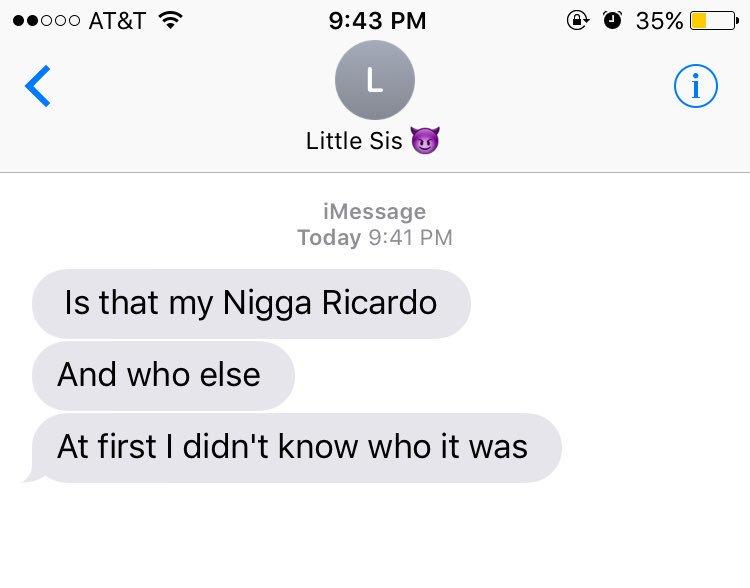 AT&T 9:43 PM 35%
L
Little Sis 😈
iMessage
Today 9:41 PM
Is that my Nigga Ricardo
And who else
At first I didn't know who it was